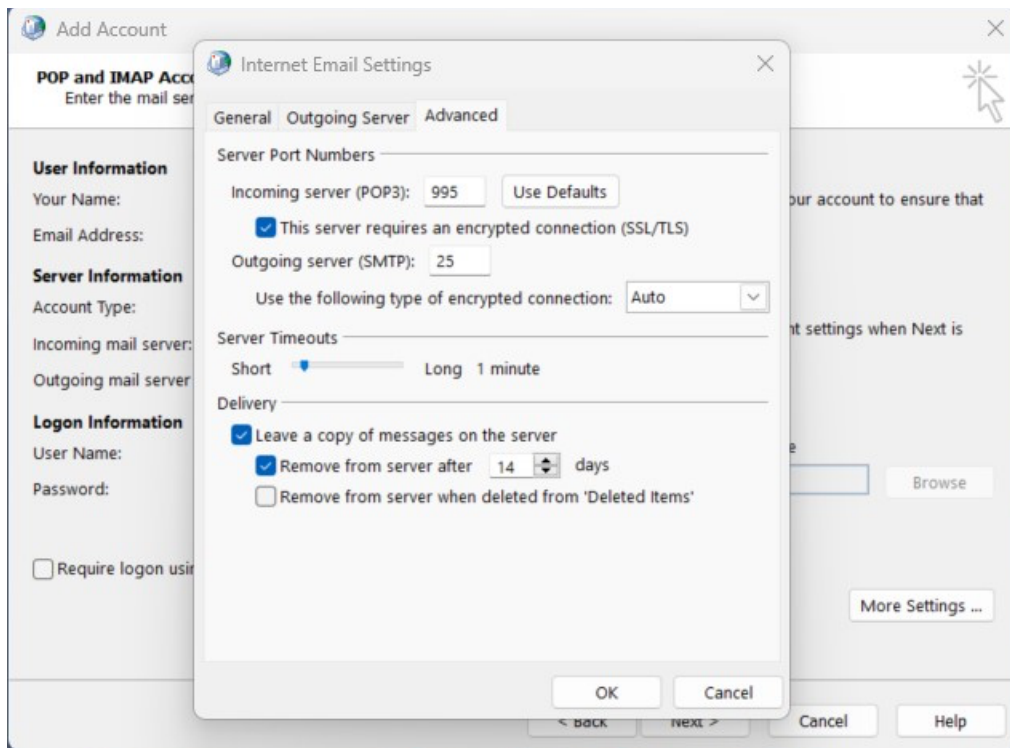 Add Account
POP and IMAP Acc
Enter the mail ser
Internet Email Settings
General Outgoing Server Advanced
Server Port Numbers
Incoming server (POP3): 995 Use Defaults
This server requires an encrypted connection (SSL/TLS)
Outgoing server (SMTP): 25
Use the following type of encrypted connection: Auto
Server Timeouts
Short Long 1 minute
Delivery
Leave a copy of messages on the server
Remove from server after 14 days
Remove from server when deleted from 'Deleted Items'
OK Cancel
User Information
Your Name:
our account to ensure that
Email Address:
Server Information
Account Type:
nt settings when Next is
Incoming mail server:
Outgoing mail server
Logon Information
User Name:
e
Password:
Browse
Require logon usin
More Settings ...
< Back Next > Cancel Help